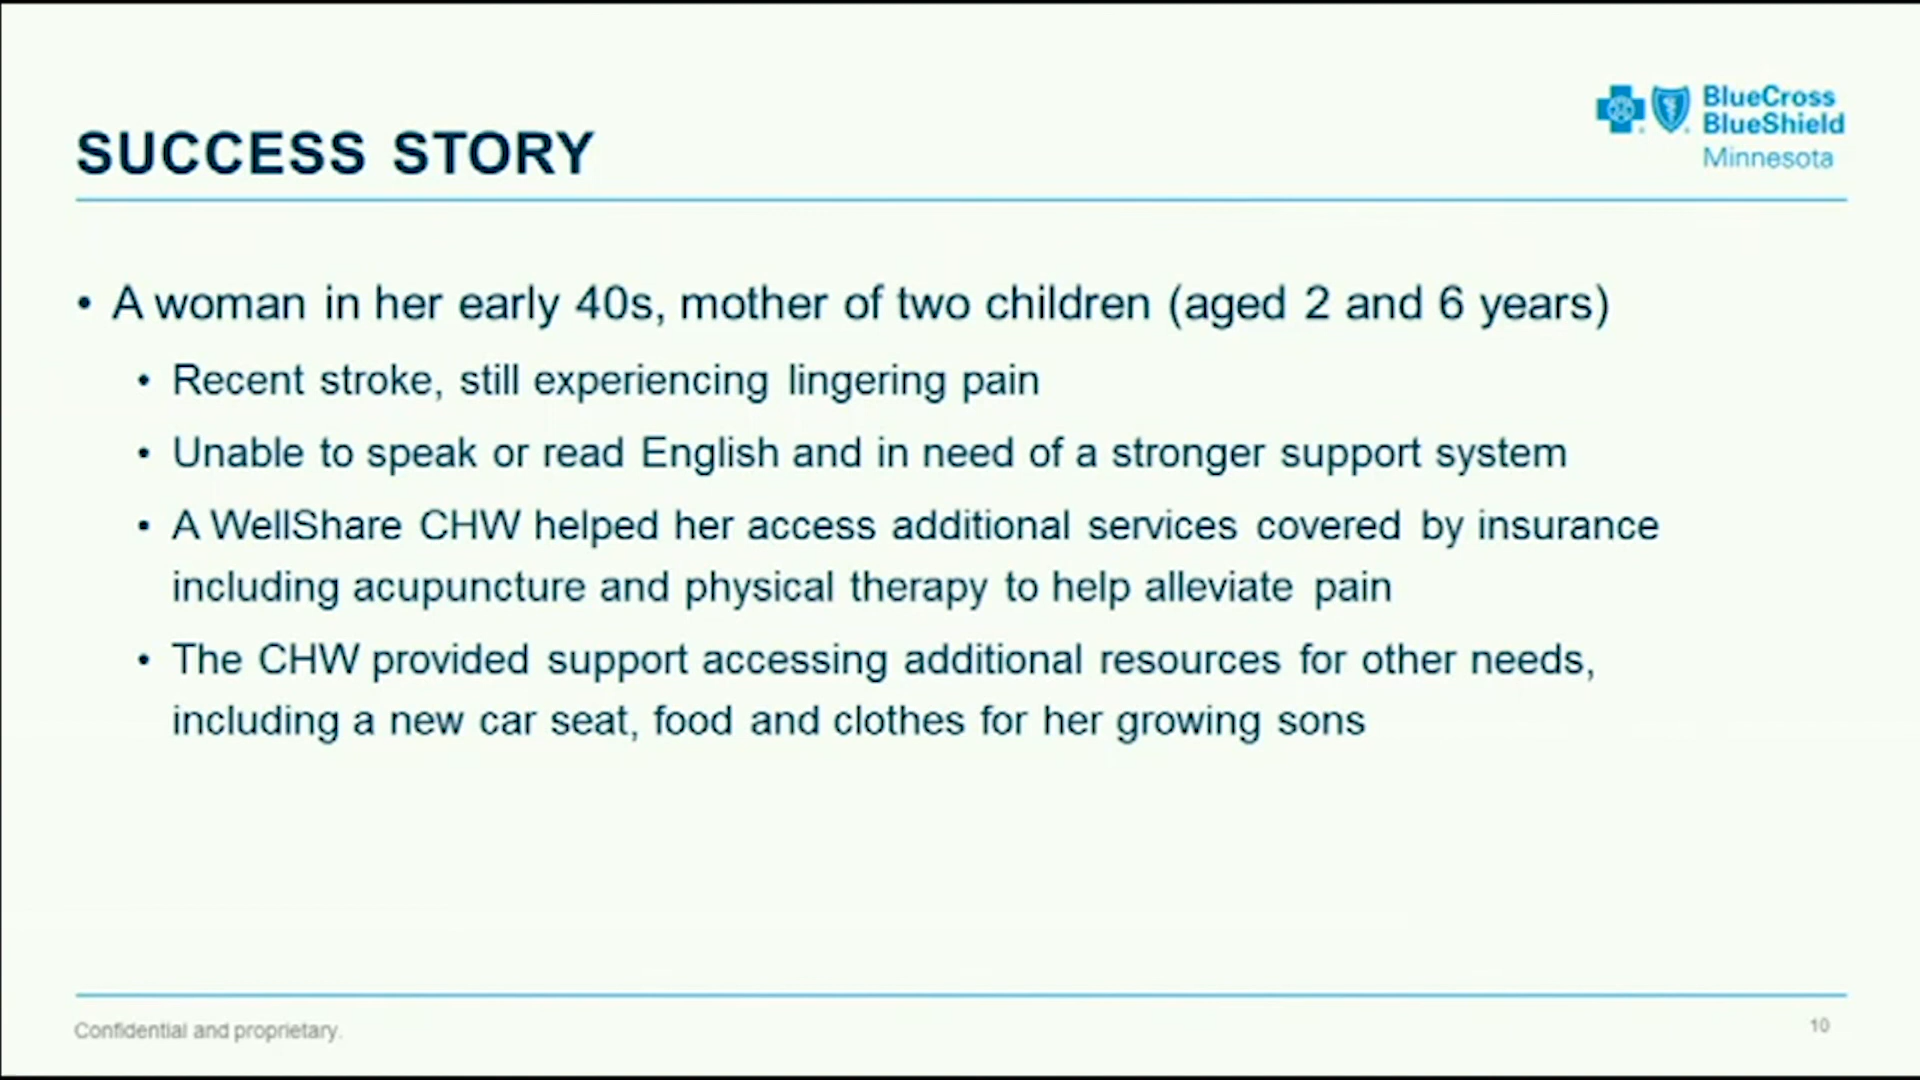 BlueCross
BlueShield
Minnesota
SUCCESS STORY
• A woman in her early 40s, mother of two children (aged 2 and 6 years)
• Recent stroke, still experiencing lingering pain
• Unable to speak or read English and in need of a stronger support system
• A WellShare CHW helped her access additional services covered by insurance
including acupuncture and physical therapy to help alleviate pain
• The CHW provided support accessing additional resources for other needs,
including a new car seat, food and clothes for her growing sons
Confidential and proprietary.
10